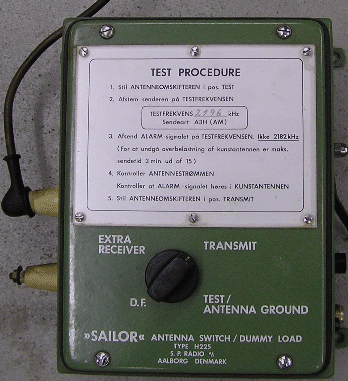 TEST PROCEDURE
1. Stil ANTENNEOMSKIFTEREN i pos. TEST
2. Afstem senderen på TESTFREKVENSEN
TESTFREKVENS 2196 kHz
Sendeart A3H (AM)
3. Afsend ALARM-signalet på TESTFREKVENSEN. Ikke 2182 kHz
(For at undgå overbelastning af kunstantennen er maks.
sendetid 3 min ud af 15)
4. Kontroller ANTENNESTRØMMEN
Kontroller at ALARM-signalet høres i KUNSTANTENNEN
5. Stil ANTENNEOMSKIFTEREN i pos. TRANSMIT
EXTRA
RECEIVER
TRANSMIT
D.F.
TEST/
ANTENNA GROUND
»SAILOR« ANTENNA SWITCH/DUMMY LOAD
TYPE H225
S. P. RADIO A/S
AALBORG DENMARK